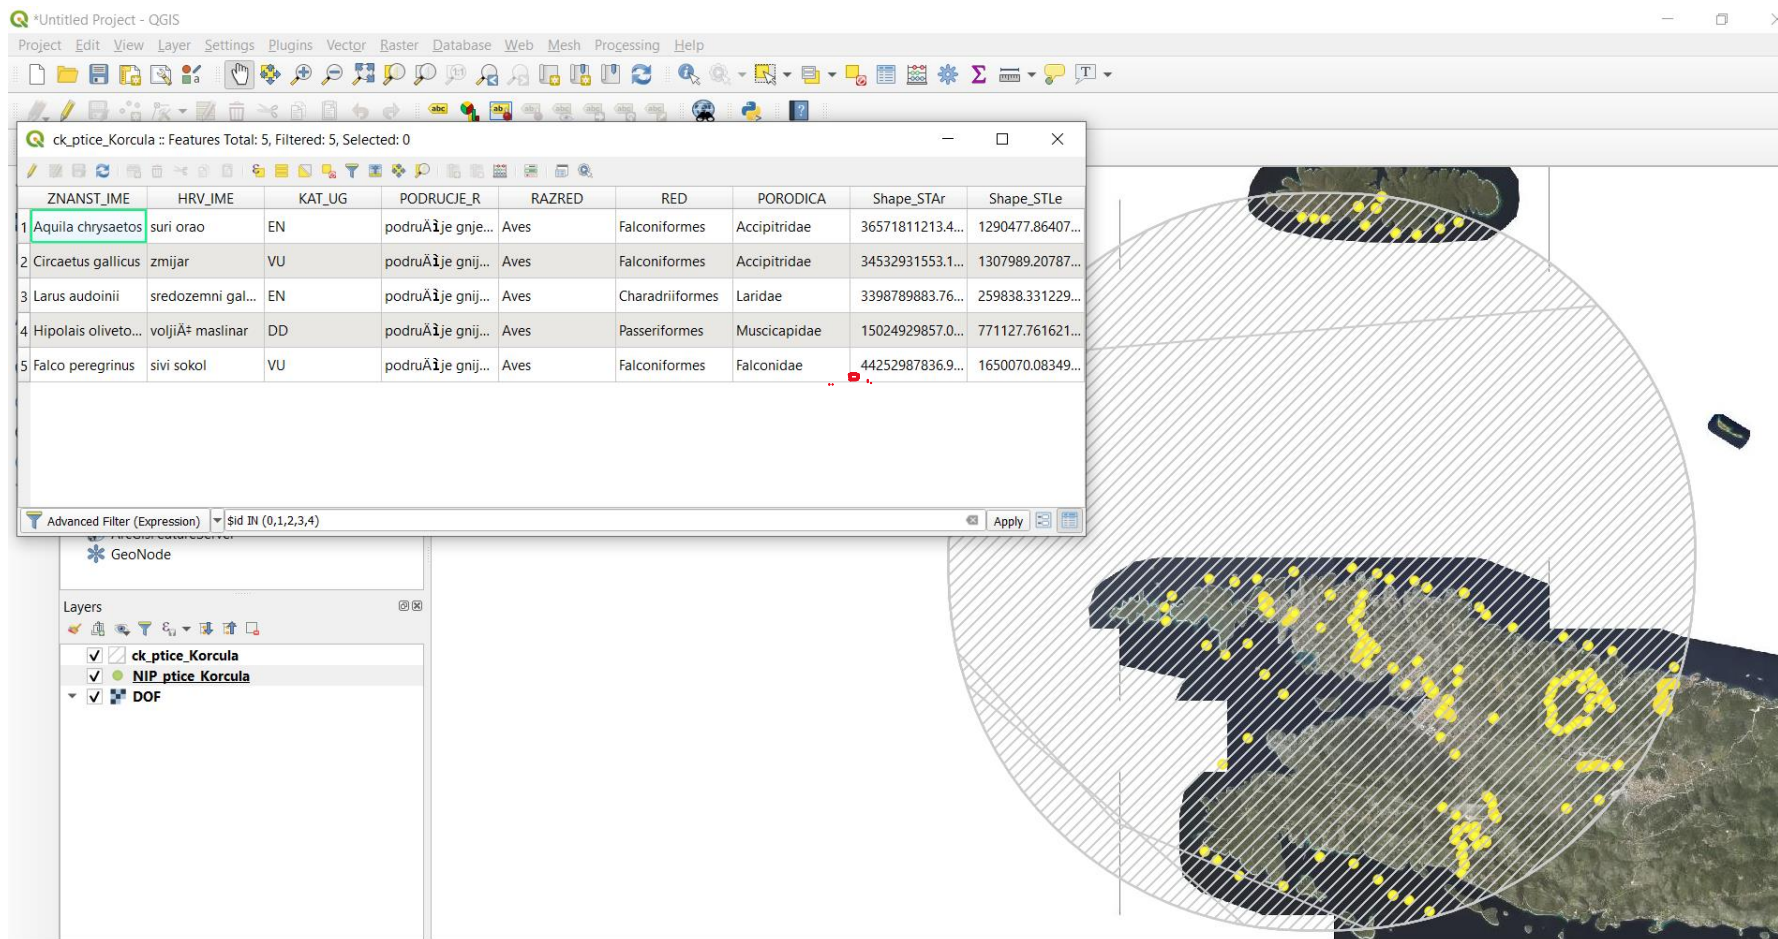 *Untitled Project - QGIS
Project Edit View Layer Settings Plugins Vector Raster Database Web Mesh Processing Help
ck_ptice_Korcula :: Features Total: 5, Filtered: 5, Selected: 0
ZNANST_IME HRV_IME KAT_UG PODRUCJE_R RAZRED RED PORODICA Shape_STAr Shape_STLe
1 Aquila chrysaetos suri orao EN podruÄije gnje... Aves Falconiformes Accipitridae 36571811213.4... 1290477.86407...
2 Circaetus gallicus zmijar VU podruÄije gnij... Aves Falconiformes Accipitridae 34532931553.1... 1307989.20787...
3 Larus audoinii sredozemni gal... EN podruÄije gnij... Aves Charadriiformes Laridae 3398789883.76... 259838.331229...
4 Hipolais oliveto... voljiÄ‡ maslinar DD podruÄije gnij... Aves Passeriformes Muscicapidae 15024929857.0... 771127.761621...
5 Falco peregrinus sivi sokol VU podruÄije gnij... Aves Falconiformes Falconidae 44252987836.9... 1650070.08349...
Advanced Filter (Expression) $id IN (0,1,2,3,4) Apply
GeoNode
Layers
ck_ptice_Korcula
NIP_ptice_Korcula
DOF